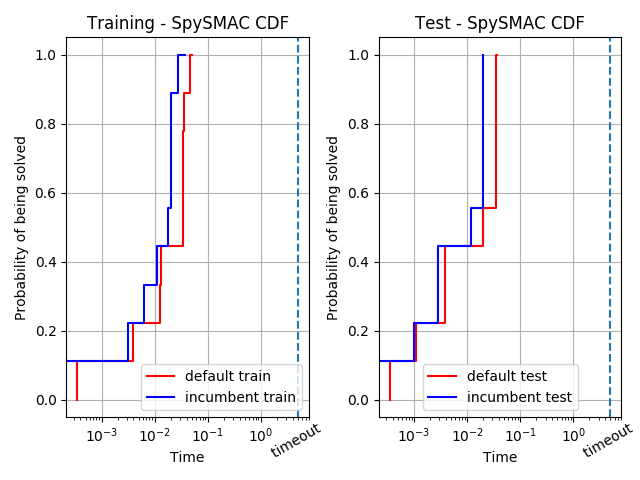 Training - SpySMAC CDF
Probability of being solved
1.0
0.8
0.6
0.4
0.2
0.0
10⁻³ 10⁻² 10⁻¹ 10⁰
timeout
Time
default train
incumbent train
Test - SpySMAC CDF
Probability of being solved
1.0
0.8
0.6
0.4
0.2
0.0
10⁻³ 10⁻² 10⁻¹ 10⁰
timeout
Time
default test
incumbent test